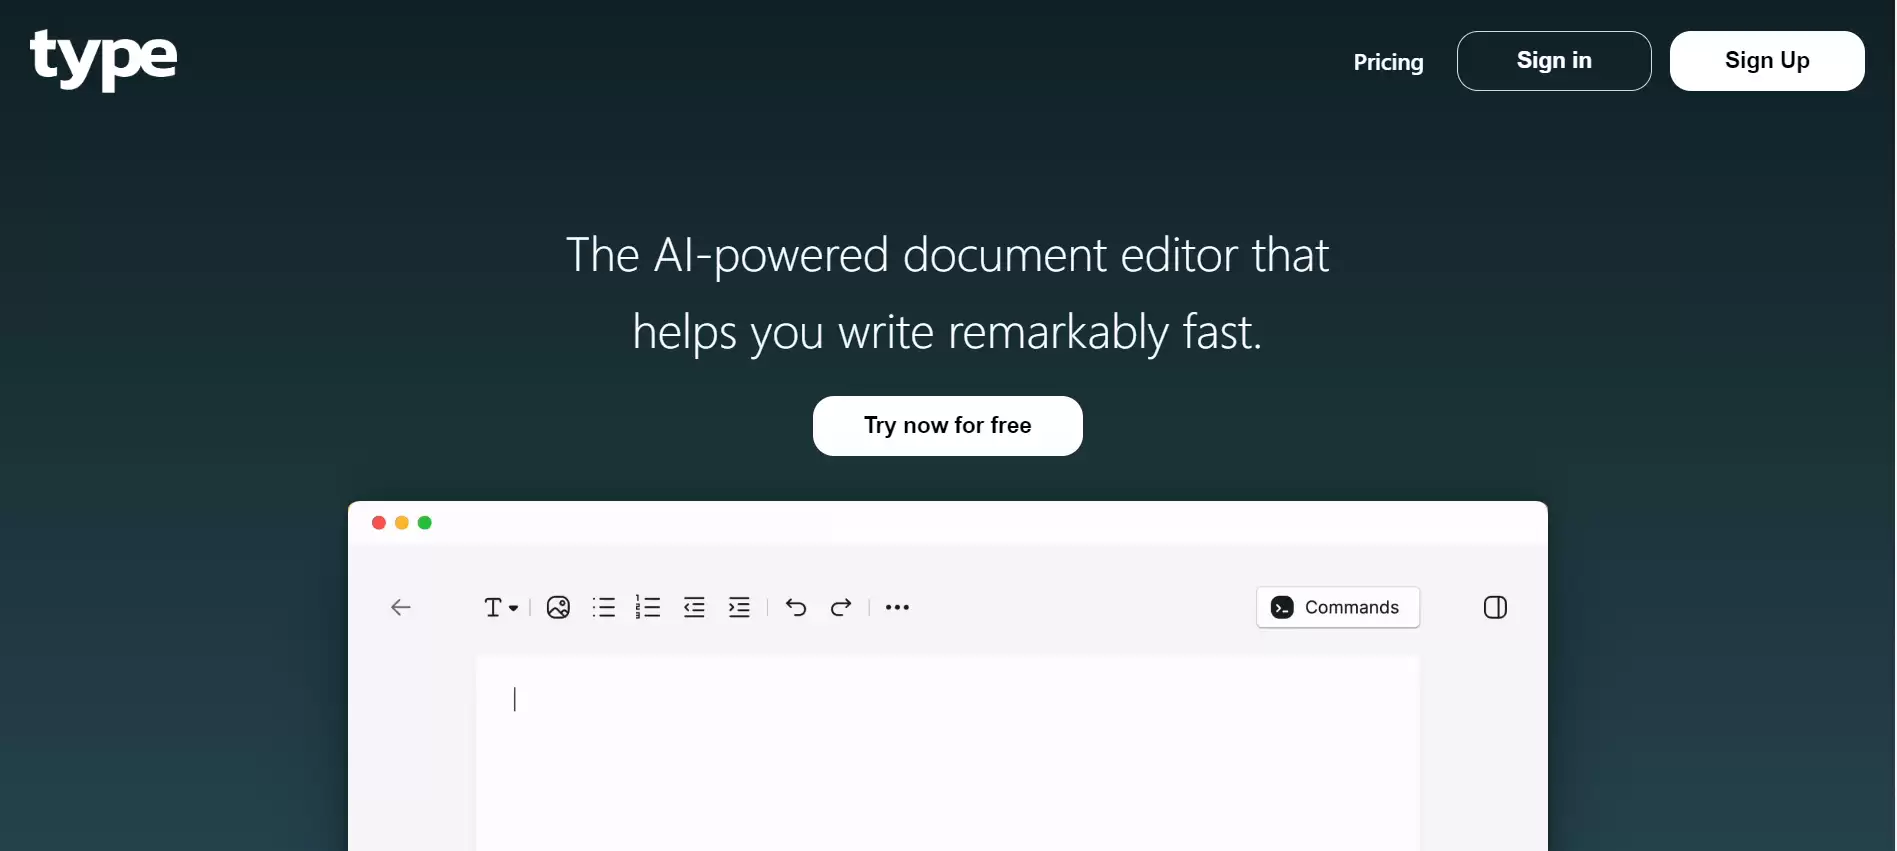 type
Pricing
Sign in
Sign Up
The AI-powered document editor that
helps you write remarkably fast.
Try now for free
Commands